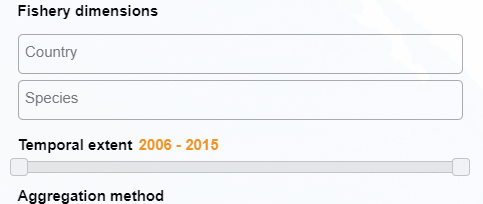 Fishery dimensions
Country
Species
Temporal extent 2006 - 2015
Aggregation method